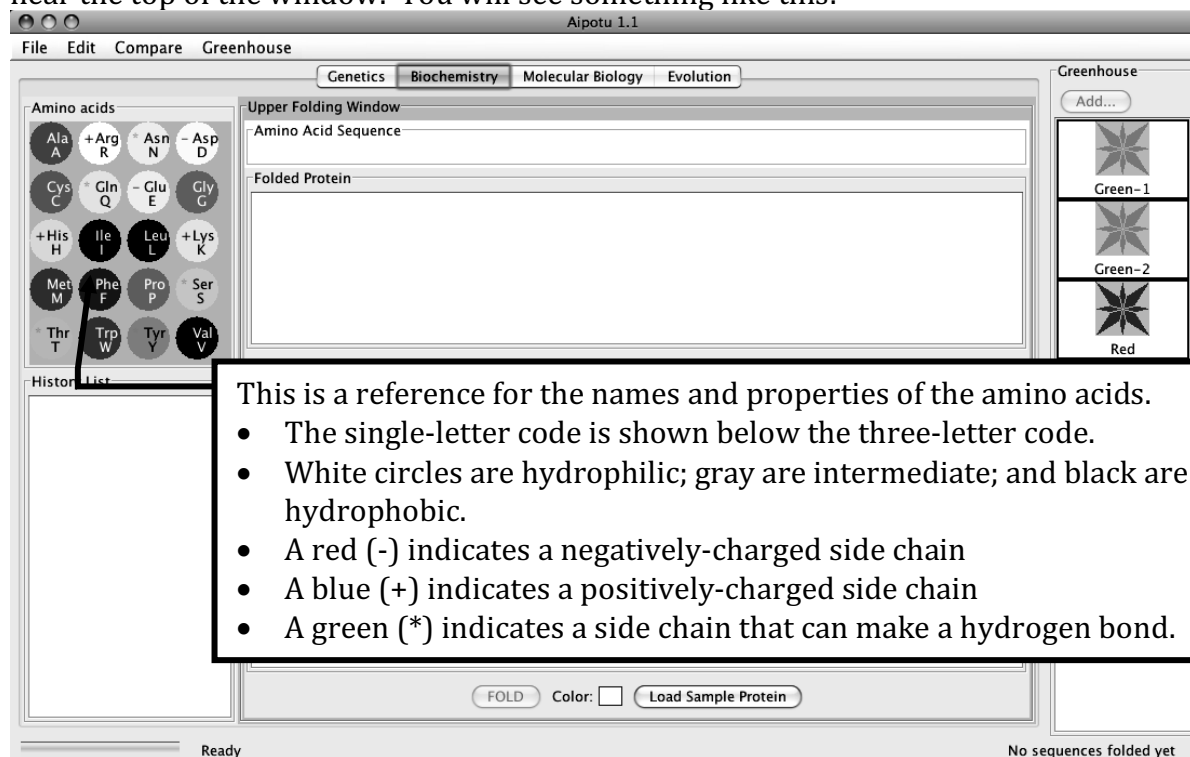 near the top of the window. You will see something like this:
Aipotu 1.1
File Edit Compare Greenhouse
Genetics Biochemistry Molecular Biology Evolution
Greenhouse
Add...
Amino acids
Ala +Arg * Asn - Asp
A R N D
Cys * Gln - Glu Gly
C Q E G
+His Ile Leu +Lys
H I L K
Met Phe Pro * Ser
M F P S
* Thr Trp Tyr Val
T W Y V
Upper Folding Window
Amino Acid Sequence
Folded Protein
Green-1
Green-2
Red
History List
This is a reference for the names and properties of the amino acids.
• The single-letter code is shown below the three-letter code.
• White circles are hydrophilic; gray are intermediate; and black are
hydrophobic.
• A red (-) indicates a negatively-charged side chain
• A blue (+) indicates a positively-charged side chain
• A green (*) indicates a side chain that can make a hydrogen bond.
FOLD Color: Load Sample Protein
Ready
No sequences folded yet